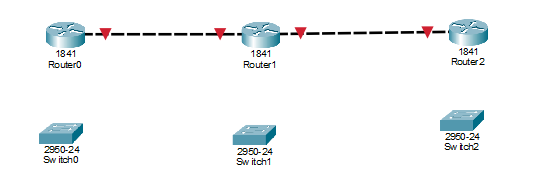 1841
Router0
1841
Router1
1841
Router2
2950-24
Switch0
2950-24
Switch1
2950-24
Switch2